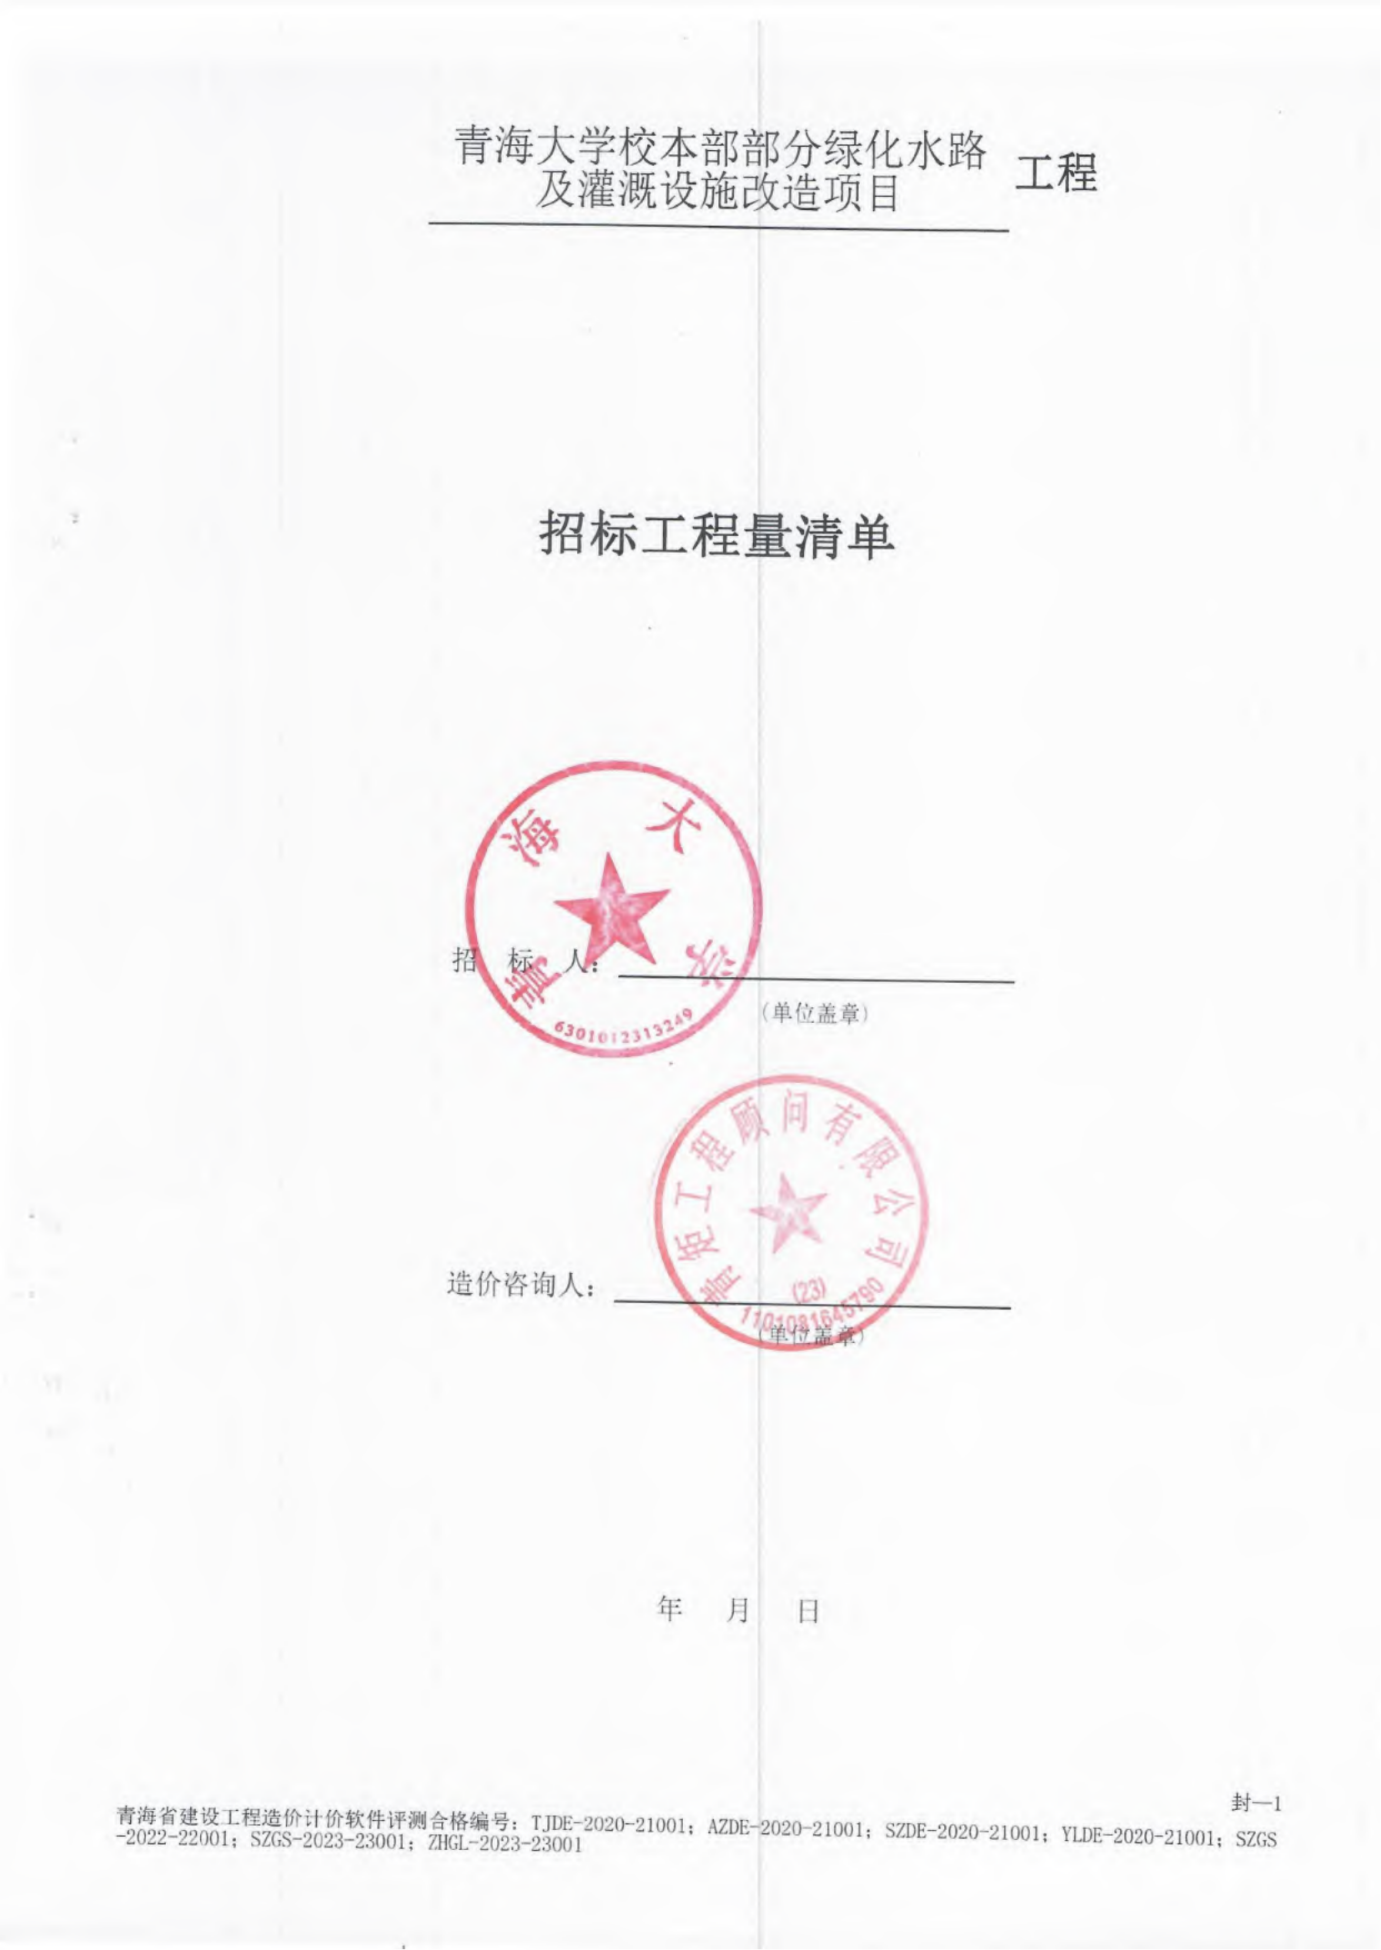 青海大学校本部部分绿化水路
及灌溉设施改造项目
工程
招标工程量清单
青海大学
6301012313249
招 标 人：
(单位盖章)
青矩工程顾问有限公司
(23)
1101081645790
造价咨询人：
(单位盖章)
年 月 日
封—1
青海省建设工程造价计价软件评测合格编号：TJDE-2020-21001；AZDE-2020-21001；SZDE-2020-21001；YLDE-2020-21001；SZGS
-2022-22001；SZGS-2023-23001；ZHGL-2023-23001